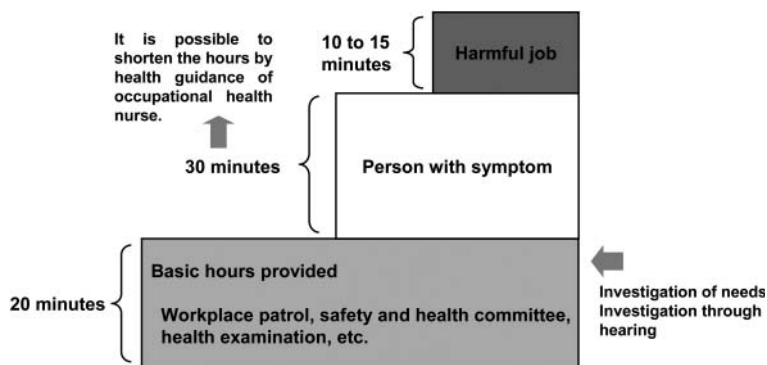 It is possible to
shorten the hours by
health guidance of
occupational health
nurse.
10 to 15
minutes
Harmful job
30 minutes
Person with symptom
20 minutes
Basic hours provided
Workplace patrol, safety and health committee,
health examination, etc.
Investigation of needs
Investigation through
hearing